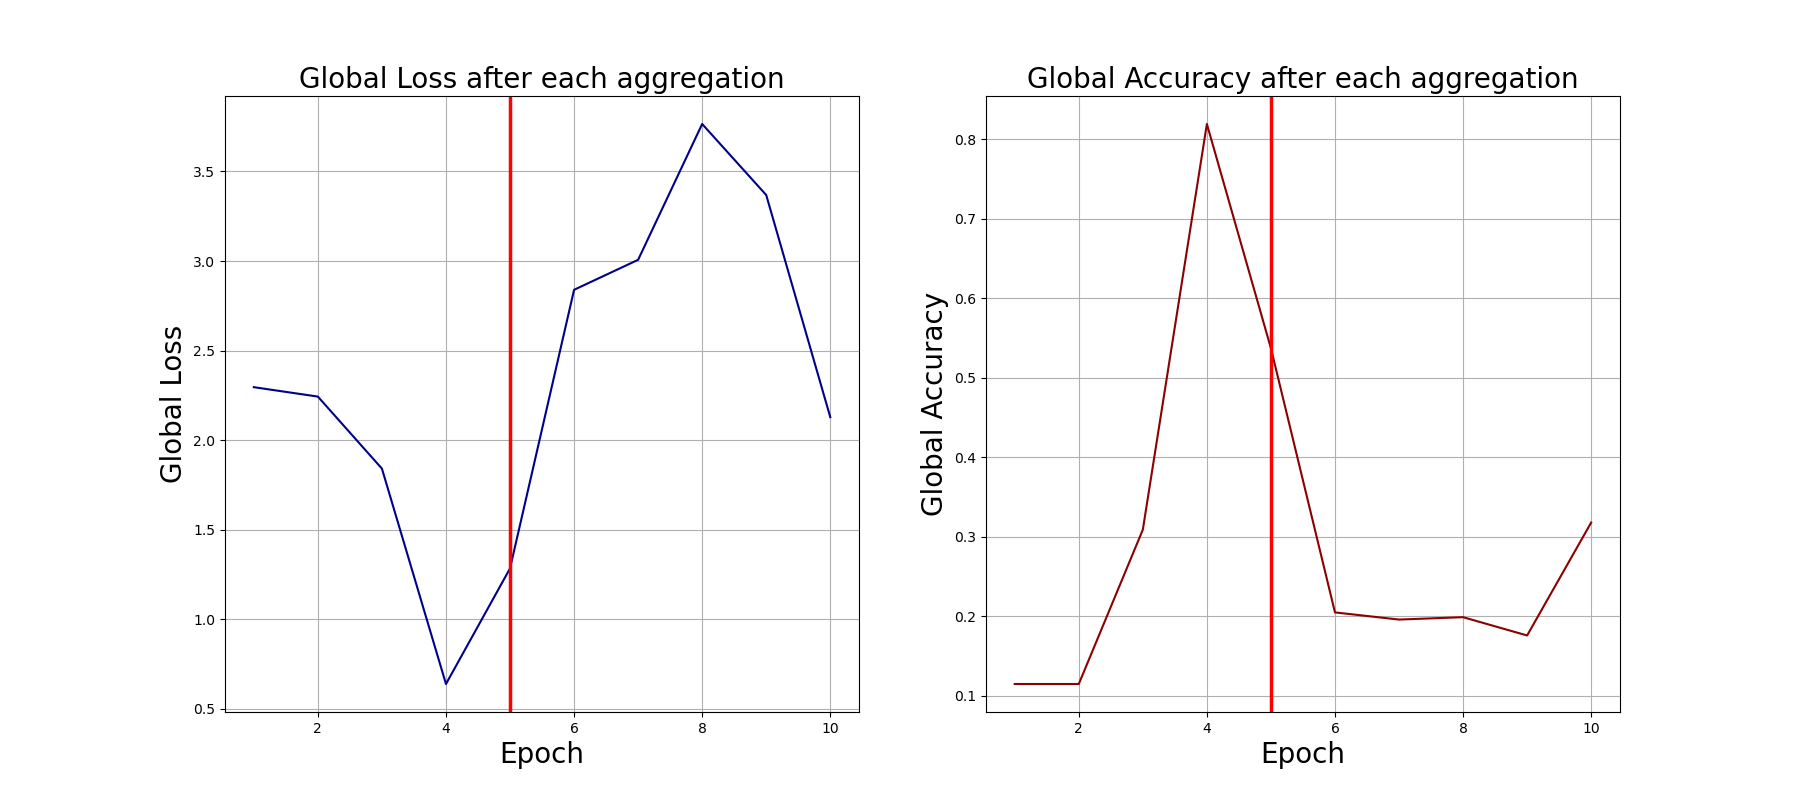 Global Loss after each aggregation
3.5
3.0
2.5
2.0
1.5
1.0
0.5
Global Loss
2 4 6 8 10
Epoch
Global Accuracy after each aggregation
0.8
0.7
0.6
0.5
0.4
0.3
0.2
0.1
Global Accuracy
2 4 6 8 10
Epoch